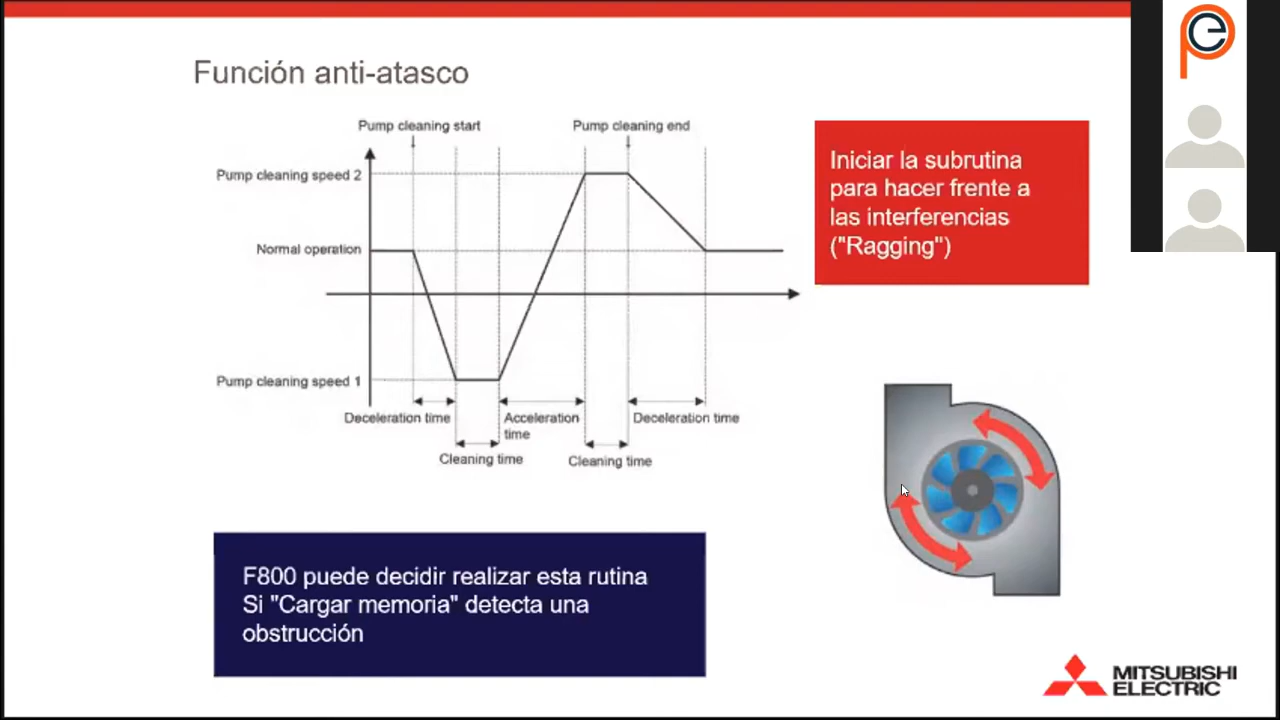 Función anti-atasco
Pump cleaning start
Pump cleaning end
Pump cleaning speed 2
Normal operation
Pump cleaning speed 1
Deceleration time
Acceleration
time
Deceleration time
Cleaning time
Cleaning time
Iniciar la subrutina
para hacer frente a
las interferencias
("Ragging")
F800 puede decidir realizar esta rutina
Si "Cargar memoria" detecta una
obstrucción
MITSUBISHI
ELECTRIC